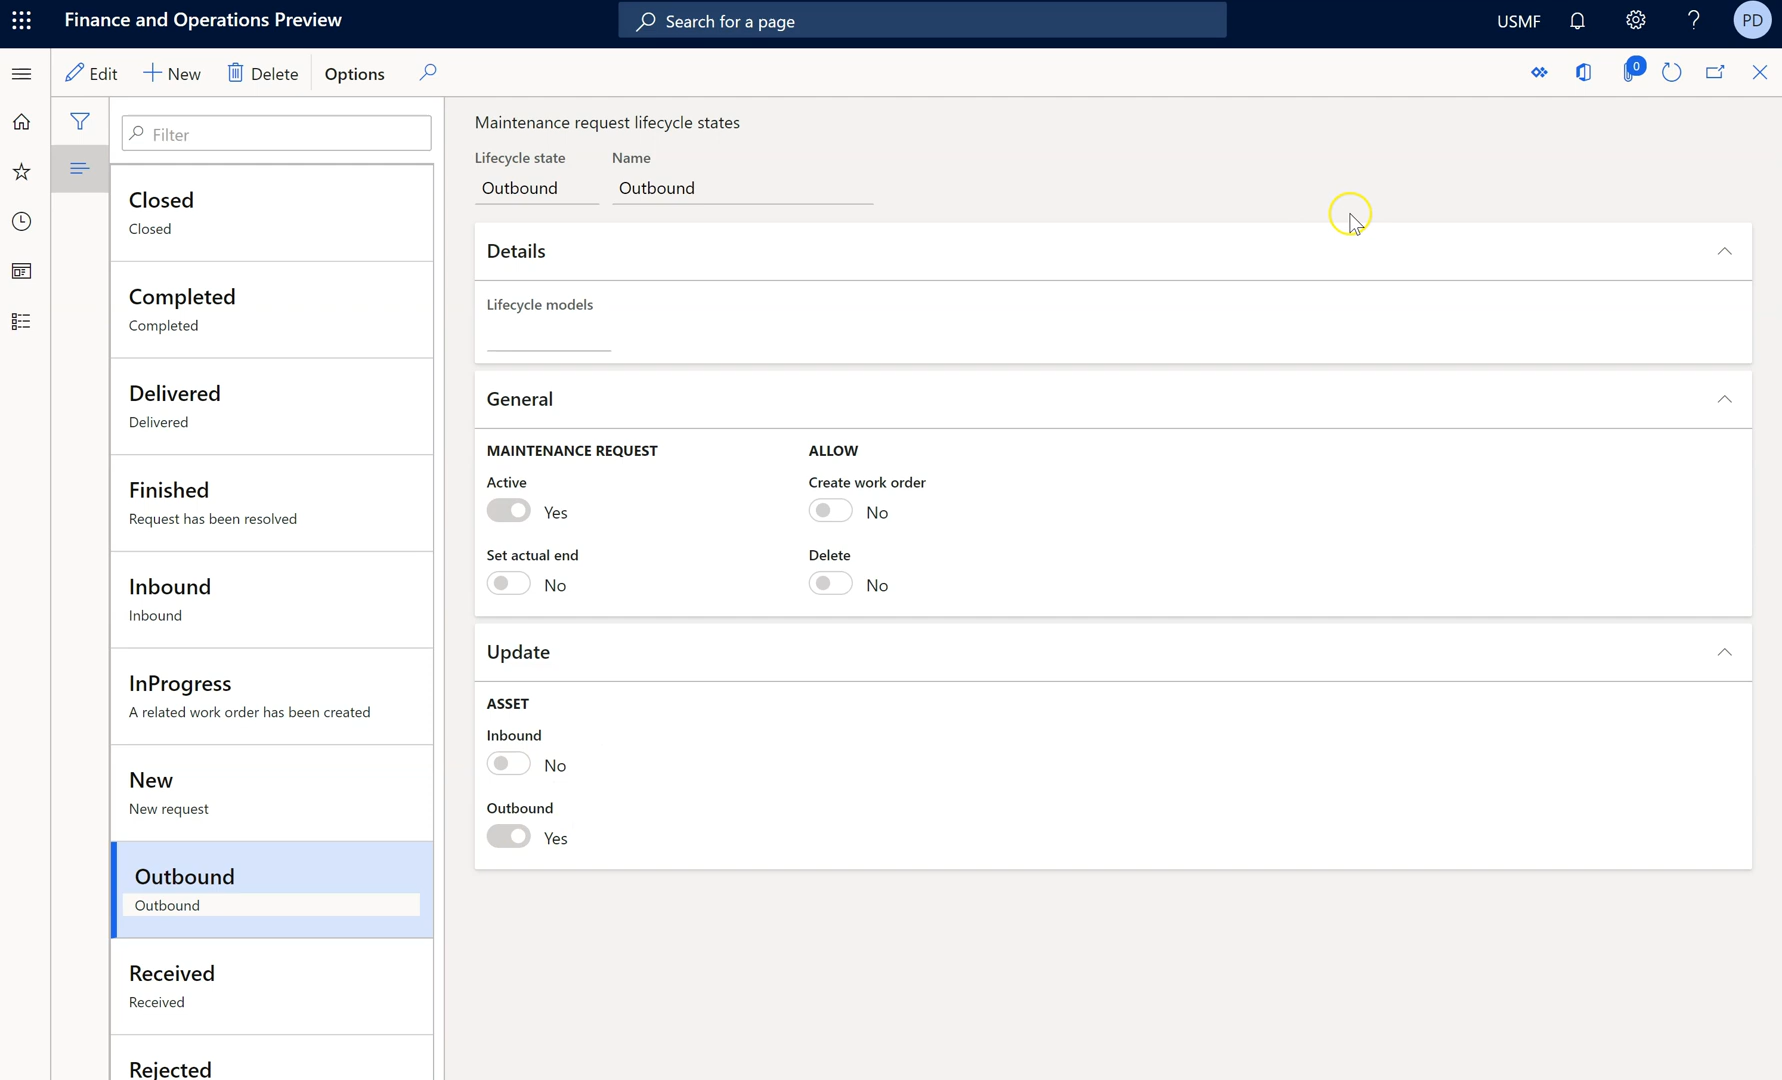 Finance and Operations Preview
Search for a page
USMF
PD
Edit
New
Delete
Options
0
Filter
Closed
Closed
Completed
Completed
Delivered
Delivered
Finished
Request has been resolved
Inbound
Inbound
InProgress
A related work order has been created
New
New request
Outbound
Outbound
Received
Received
Rejected
Maintenance request lifecycle states
Lifecycle state
Name
Outbound
Outbound
Details
Lifecycle models
General
MAINTENANCE REQUEST
ALLOW
Active
Create work order
Yes
No
Set actual end
Delete
No
No
Update
ASSET
Inbound
No
Outbound
Yes